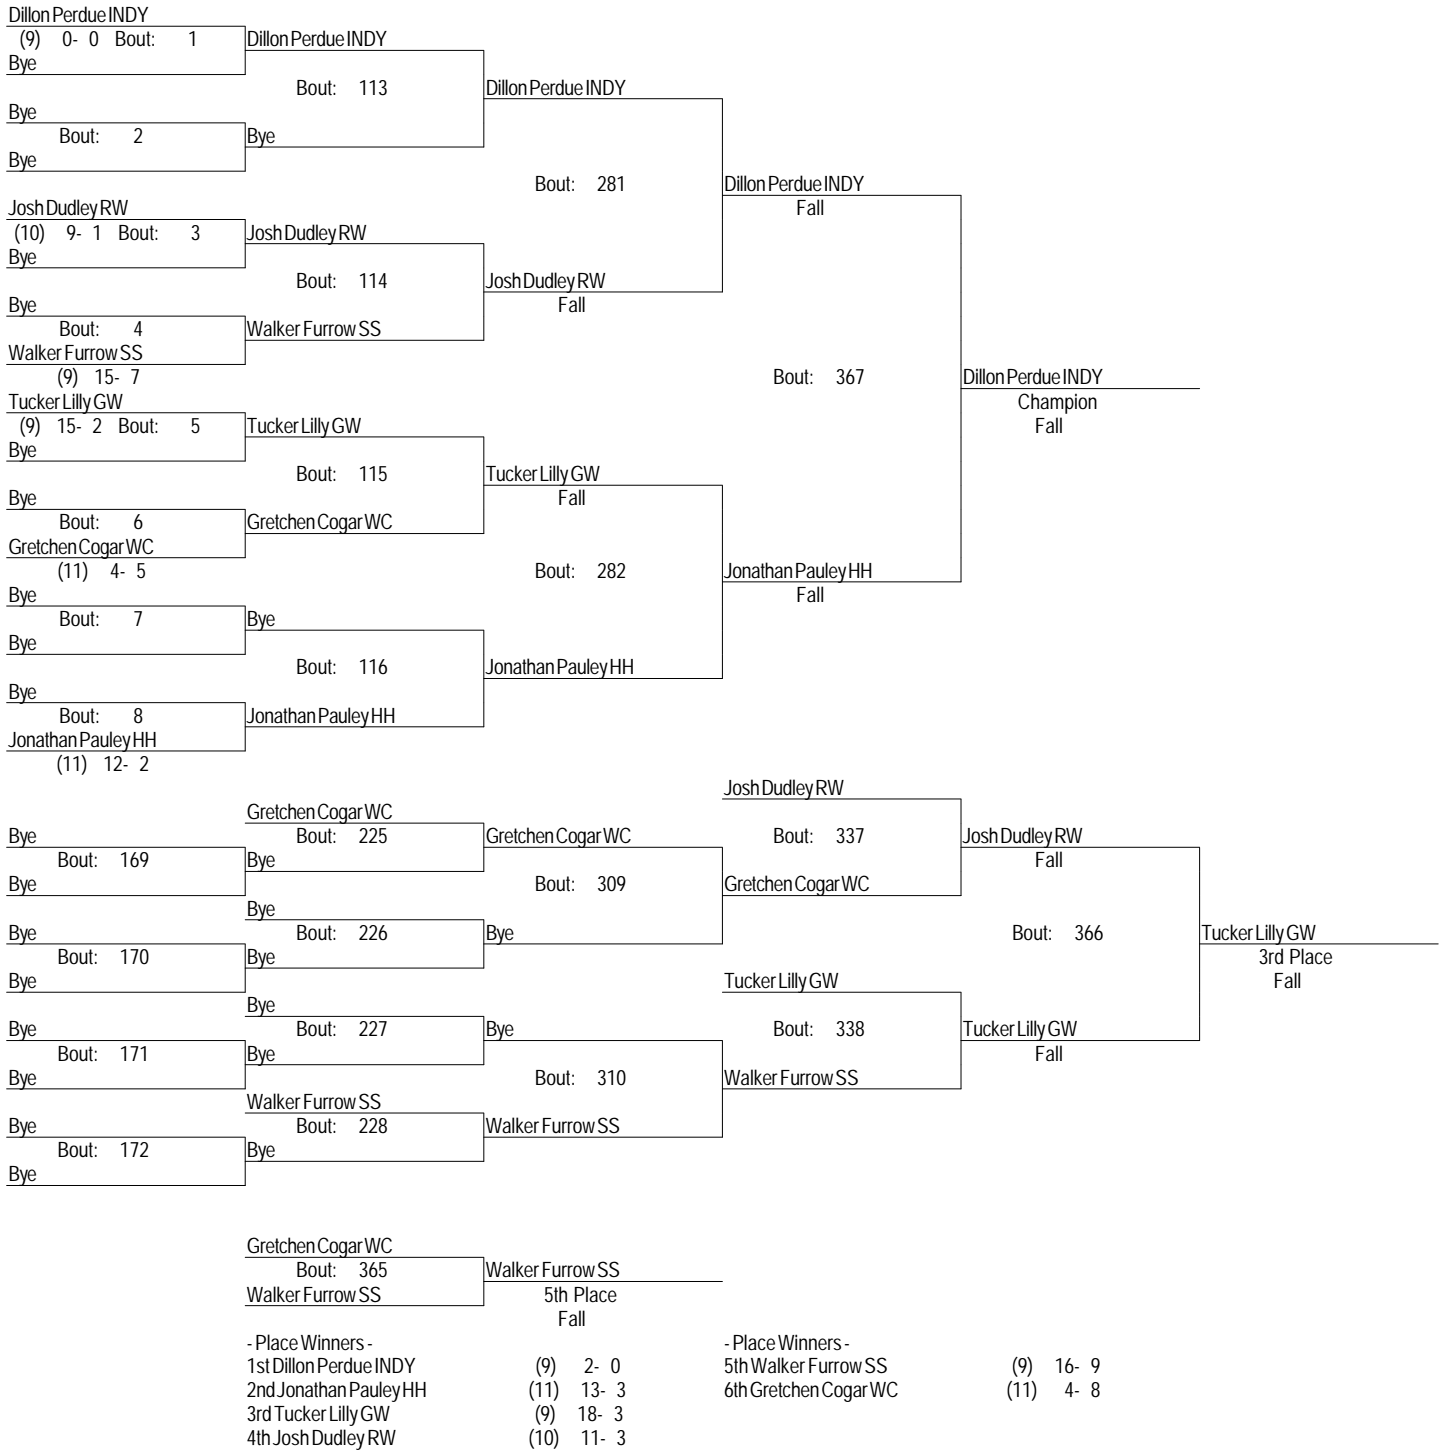 Dillon Perdue INDY
(9) 0- 0 Bout: 1 Dillon Perdue INDY
Bye
Bout: 113 Dillon Perdue INDY
Bye
Bout: 2 Bye
Bye
Bout: 281 Dillon Perdue INDY
Josh Dudley RW Fall
(10) 9- 1 Bout: 3 Josh Dudley RW
Bye
Bout: 114 Josh Dudley RW
Bye Fall
Bout: 4 Walker Furrow SS
Walker Furrow SS
(9) 15- 7 Bout: 367 Dillon Perdue INDY
Tucker Lilly GW Champion
(9) 15- 2 Bout: 5 Tucker Lilly GW Fall
Bye
Bout: 115 Tucker Lilly GW
Bye Fall
Bout: 6 Gretchen Cogar WC
Gretchen Cogar WC
(11) 4- 5 Bout: 282 Jonathan Pauley HH
Bye Fall
Bout: 7 Bye
Bye
Bout: 116 Jonathan Pauley HH
Bye
Bout: 8 Jonathan Pauley HH
Jonathan Pauley HH
(11) 12- 2
Josh Dudley RW
Gretchen Cogar WC
Bye Bout: 225 Gretchen Cogar WC Bout: 337 Josh Dudley RW
Bout: 169 Bye Fall
Bye Bout: 309 Gretchen Cogar WC
Bye
Bye Bout: 226 Bye Bout: 366 Tucker Lilly GW
Bout: 170 Bye 3rd Place
Bye Tucker Lilly GW Fall
Bye
Bye Bout: 227 Bye Bout: 338 Tucker Lilly GW
Bout: 171 Bye Fall
Bye Bout: 310 Walker Furrow SS
Walker Furrow SS
Bye Bout: 228 Walker Furrow SS
Bout: 172 Bye
Bye
Gretchen Cogar WC
Bout: 365 Walker Furrow SS
Walker Furrow SS 5th Place
Fall
- Place Winners - - Place Winners -
1st Dillon Perdue INDY (9) 2- 0 5th Walker Furrow SS (9) 16- 9
2nd Jonathan Pauley HH (11) 13- 3 6th Gretchen Cogar WC (11) 4- 8
3rd Tucker Lilly GW (9) 18- 3
4th Josh Dudley RW (10) 11- 3